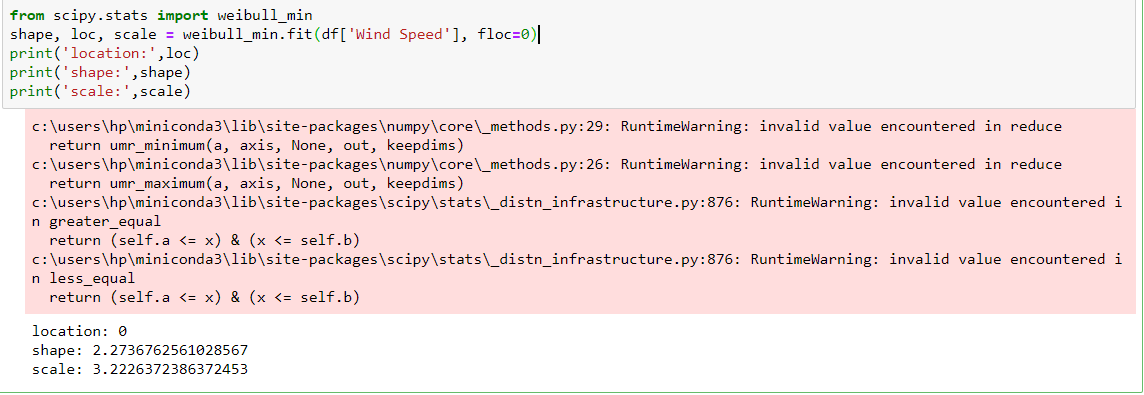 from scipy.stats import weibull_min
shape, loc, scale = weibull_min.fit(df['Wind Speed'], floc=0)
print('location:',loc)
print('shape:',shape)
print('scale:',scale)
c:\users\hp\miniconda3\lib\site-packages\numpy\core\_methods.py:29: RuntimeWarning: invalid value encountered in reduce
  return umr_minimum(a, axis, None, out, keepdims)
c:\users\hp\miniconda3\lib\site-packages\numpy\core\_methods.py:26: RuntimeWarning: invalid value encountered in reduce
  return umr_maximum(a, axis, None, out, keepdims)
c:\users\hp\miniconda3\lib\site-packages\scipy\stats\_distn_infrastructure.py:876: RuntimeWarning: invalid value encountered i
n greater_equal
  return (self.a <= x) & (x <= self.b)
c:\users\hp\miniconda3\lib\site-packages\scipy\stats\_distn_infrastructure.py:876: RuntimeWarning: invalid value encountered i
n less_equal
  return (self.a <= x) & (x <= self.b)
location: 0
shape: 2.2736762561028567
scale: 3.2226372386372453